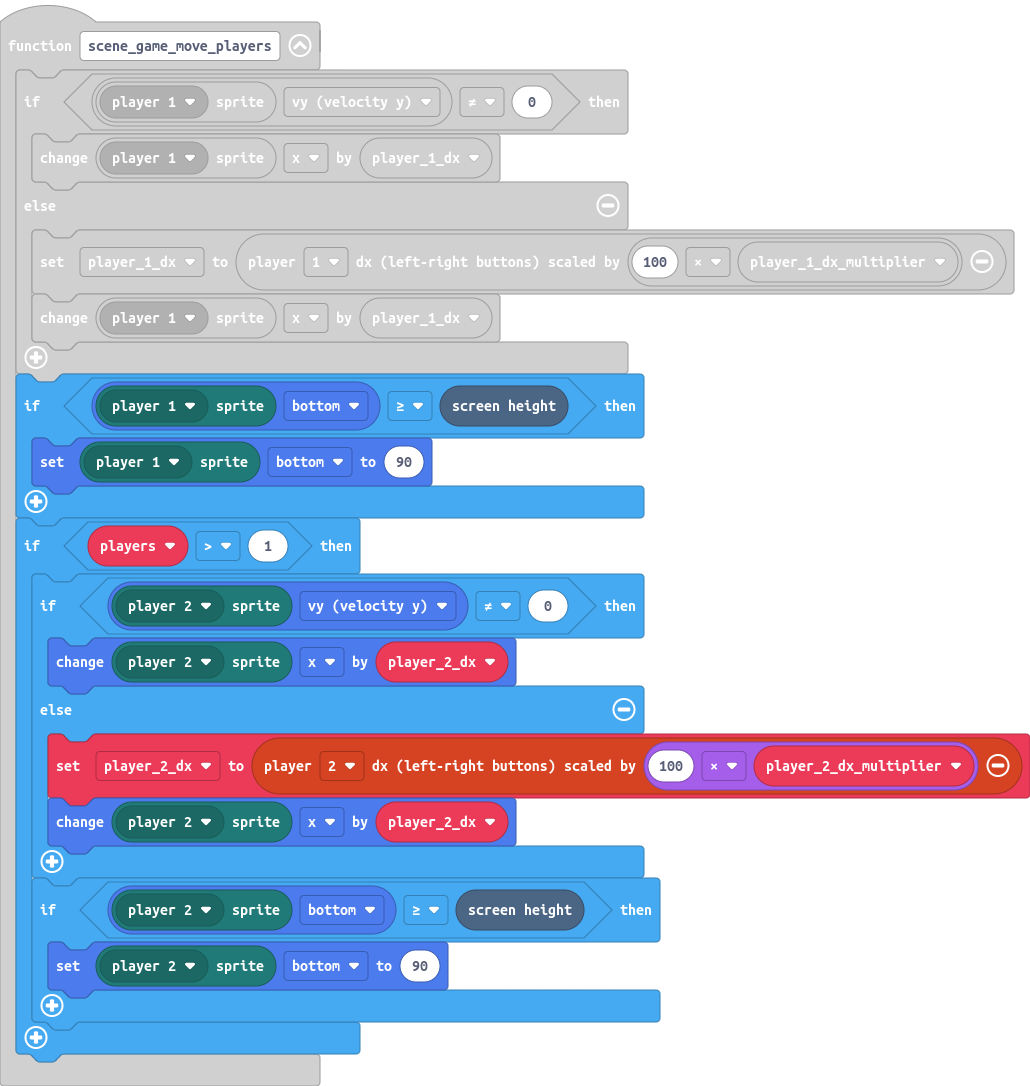 function scene_game_move_players
if player 1 sprite vy (velocity y) ≠ 0 then
change player 1 sprite x by player_1_dx
else
set player_1_dx to player 1 dx (left-right buttons) scaled by 100 × player_1_dx_multiplier
change player 1 sprite x by player_1_dx
if player 1 sprite bottom ≥ screen height then
set player 1 sprite bottom to 90
if players > 1 then
if player 2 sprite vy (velocity y) ≠ 0 then
change player 2 sprite x by player_2_dx
else
set player_2_dx to player 2 dx (left-right buttons) scaled by 100 × player_2_dx_multiplier
change player 2 sprite x by player_2_dx
if player 2 sprite bottom ≥ screen height then
set player 2 sprite bottom to 90